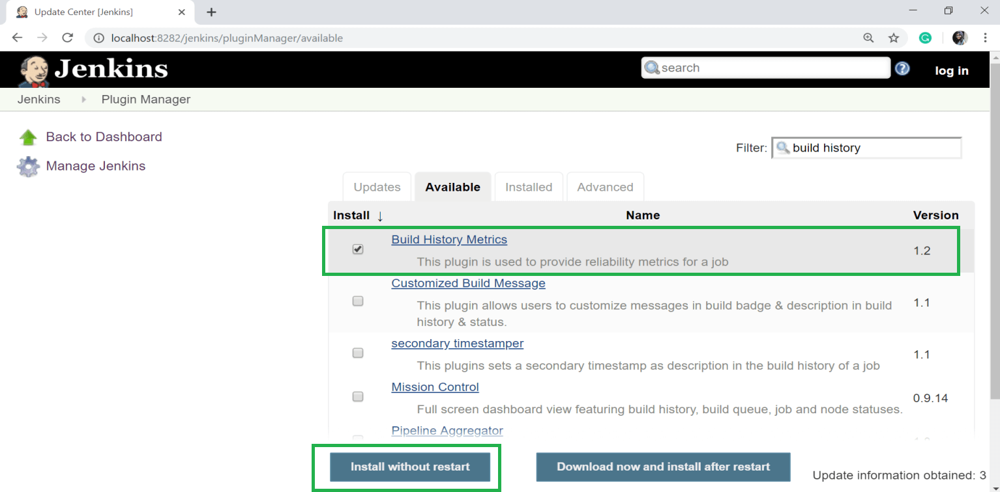 Update Center [Jenkins]
localhost:8282/jenkins/pluginManager/available
Jenkins
search
log in
Jenkins
Plugin Manager
Back to Dashboard
Manage Jenkins
Filter: build history
Updates
Available
Installed
Advanced
Install ↓
Name
Version
Build History Metrics
This plugin is used to provide reliability metrics for a job
1.2
Customized Build Message
This plugin allows users to customize messages in build badge & description in build
history & status.
1.1
secondary timestamper
This plugins sets a secondary timestamp as description in the build history of a job
1.1
Mission Control
Full screen dashboard view featuring build history, build queue, job and node statuses.
0.9.14
Pipeline Aggregator
Install without restart
Download now and install after restart
Update information obtained: 3